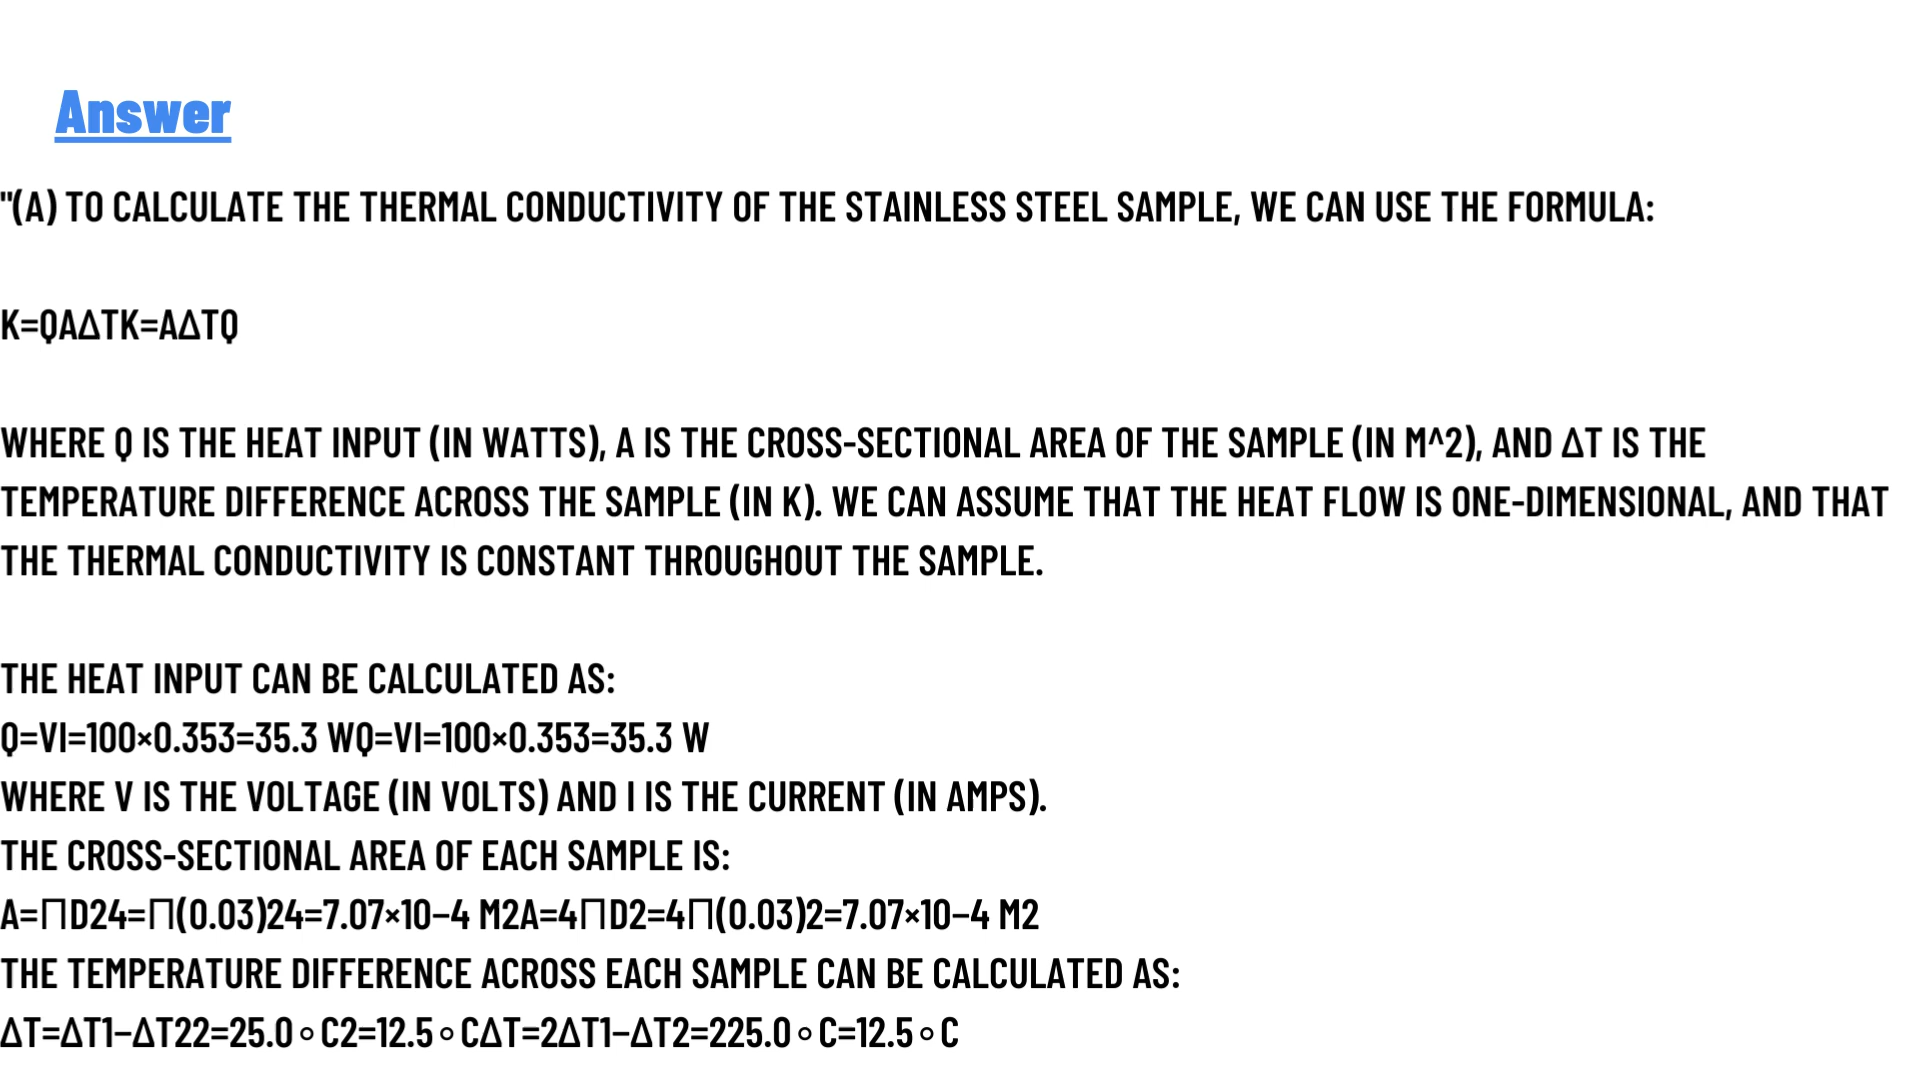 Answer
"(A) TO CALCULATE THE THERMAL CONDUCTIVITY OF THE STAINLESS STEEL SAMPLE, WE CAN USE THE FORMULA:
K=QAΔTK=AΔTQ
WHERE Q IS THE HEAT INPUT (IN WATTS), A IS THE CROSS-SECTIONAL AREA OF THE SAMPLE (IN M^2), AND ΔT IS THE
TEMPERATURE DIFFERENCE ACROSS THE SAMPLE (IN K). WE CAN ASSUME THAT THE HEAT FLOW IS ONE-DIMENSIONAL, AND THAT
THE THERMAL CONDUCTIVITY IS CONSTANT THROUGHOUT THE SAMPLE.
THE HEAT INPUT CAN BE CALCULATED AS:
Q=VI=100×0.353=35.3 WQ=VI=100×0.353=35.3 W
WHERE V IS THE VOLTAGE (IN VOLTS) AND I IS THE CURRENT (IN AMPS).
THE CROSS-SECTIONAL AREA OF EACH SAMPLE IS:
A=ΠD24=Π(0.03)24=7.07×10−4 M2A=4ΠD2=4Π(0.03)2=7.07×10−4 M2
THE TEMPERATURE DIFFERENCE ACROSS EACH SAMPLE CAN BE CALCULATED AS:
ΔT=ΔT1−ΔT22=25.0∘C2=12.5∘CΔT=2ΔT1−ΔT2=225.0∘C=12.5∘C